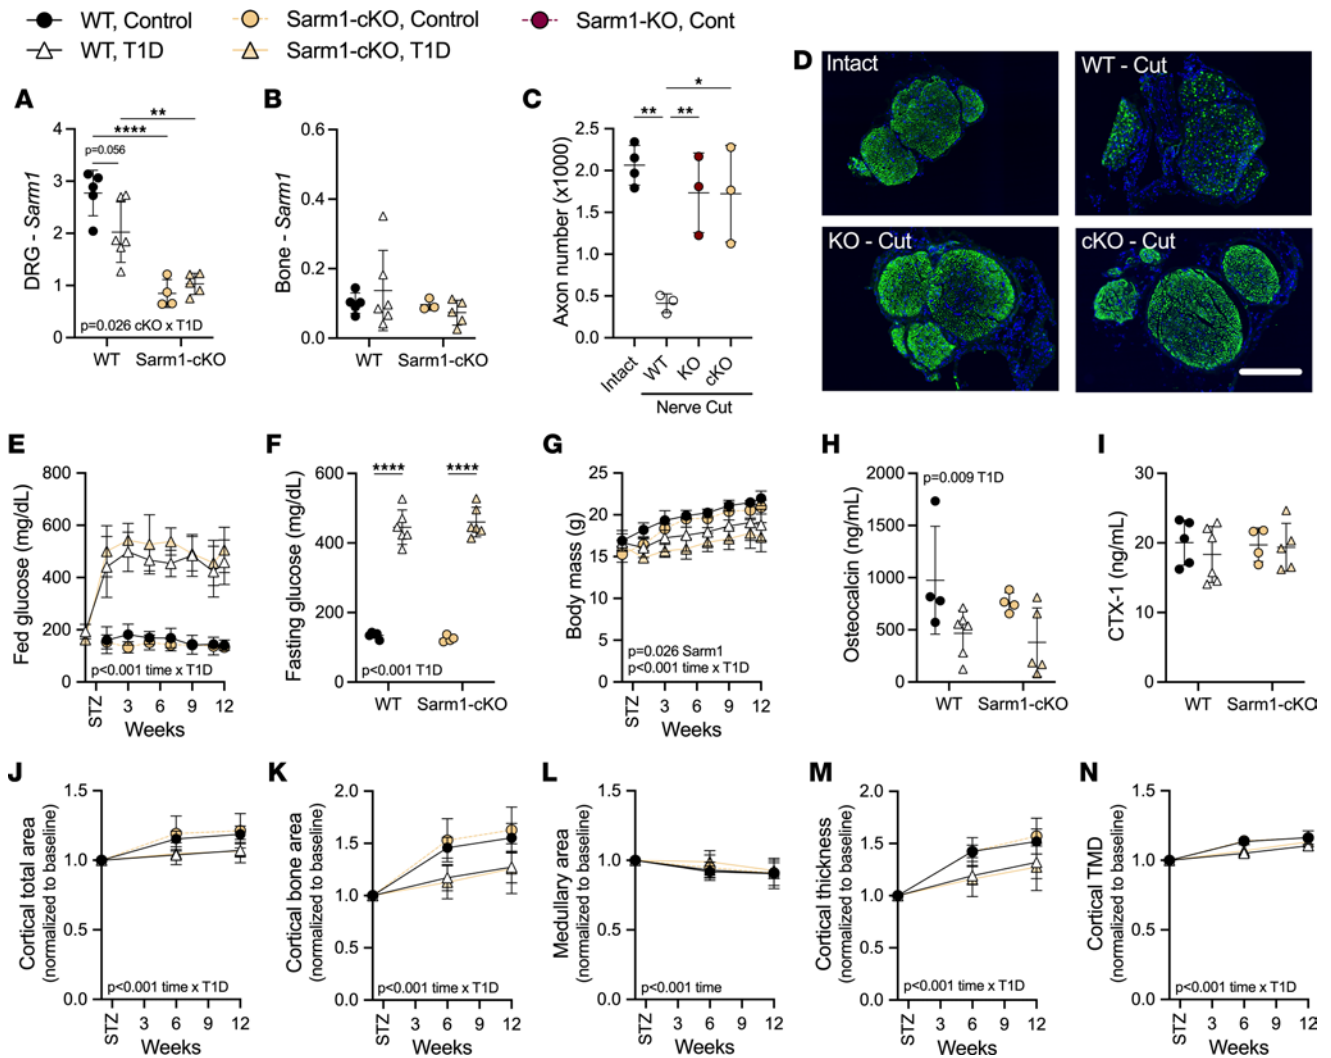 WT, Control
Sarm1-cKO, Control
Sarm1-KO, Cont
WT, T1D
Sarm1-cKO, T1D
A
DRG - Sarm1
4
3
2
1
0
**
****
p=0.056
p=0.026 cKO x T1D
WT
Sarm1-cKO
B
Bone - Sarm1
0.6
0.4
0.2
0.0
WT
Sarm1-cKO
C
Axon number (x1000)
2.5
2.0
1.5
1.0
0.5
0.0
*
**
**
Intact
WT
KO
cKO
Nerve Cut
D
Intact
WT - Cut
KO - Cut
cKO - Cut
E
Fed glucose (mg/dL)
800
600
400
200
0
p<0.001 time x T1D
STZ
3
6
9
12
Weeks
F
Fasting glucose (mg/dL)
600
400
200
0
****
****
p<0.001 T1D
WT
Sarm1-cKO
G
Body mass (g)
25
20
15
10
5
0
p=0.026 Sarm1
p<0.001 time x T1D
STZ
3
6
9
12
Weeks
H
Osteocalcin (ng/mL)
2000
1500
1000
500
0
p=0.009 T1D
WT
Sarm1-cKO
I
CTX-1 (ng/mL)
30
20
10
0
WT
Sarm1-cKO
J
Cortical total area
(normalized to baseline)
1.5
1.0
0.5
0.0
p<0.001 time x T1D
STZ
3
6
9
12
Weeks
K
Cortical bone area
(normalized to baseline)
2.0
1.5
1.0
0.5
0.0
p<0.001 time x T1D
STZ
3
6
9
12
Weeks
L
Medullary area
(normalized to baseline)
1.5
1.0
0.5
0.0
p<0.001 time
STZ
3
6
9
12
Weeks
M
Cortical thickness
(normalized to baseline)
2.0
1.5
1.0
0.5
0.0
p<0.001 time x T1D
STZ
3
6
9
12
Weeks
N
Cortical TMD
(normalized to baseline)
1.5
1.0
0.5
0.0
p<0.001 time x T1D
STZ
3
6
9
12
Weeks